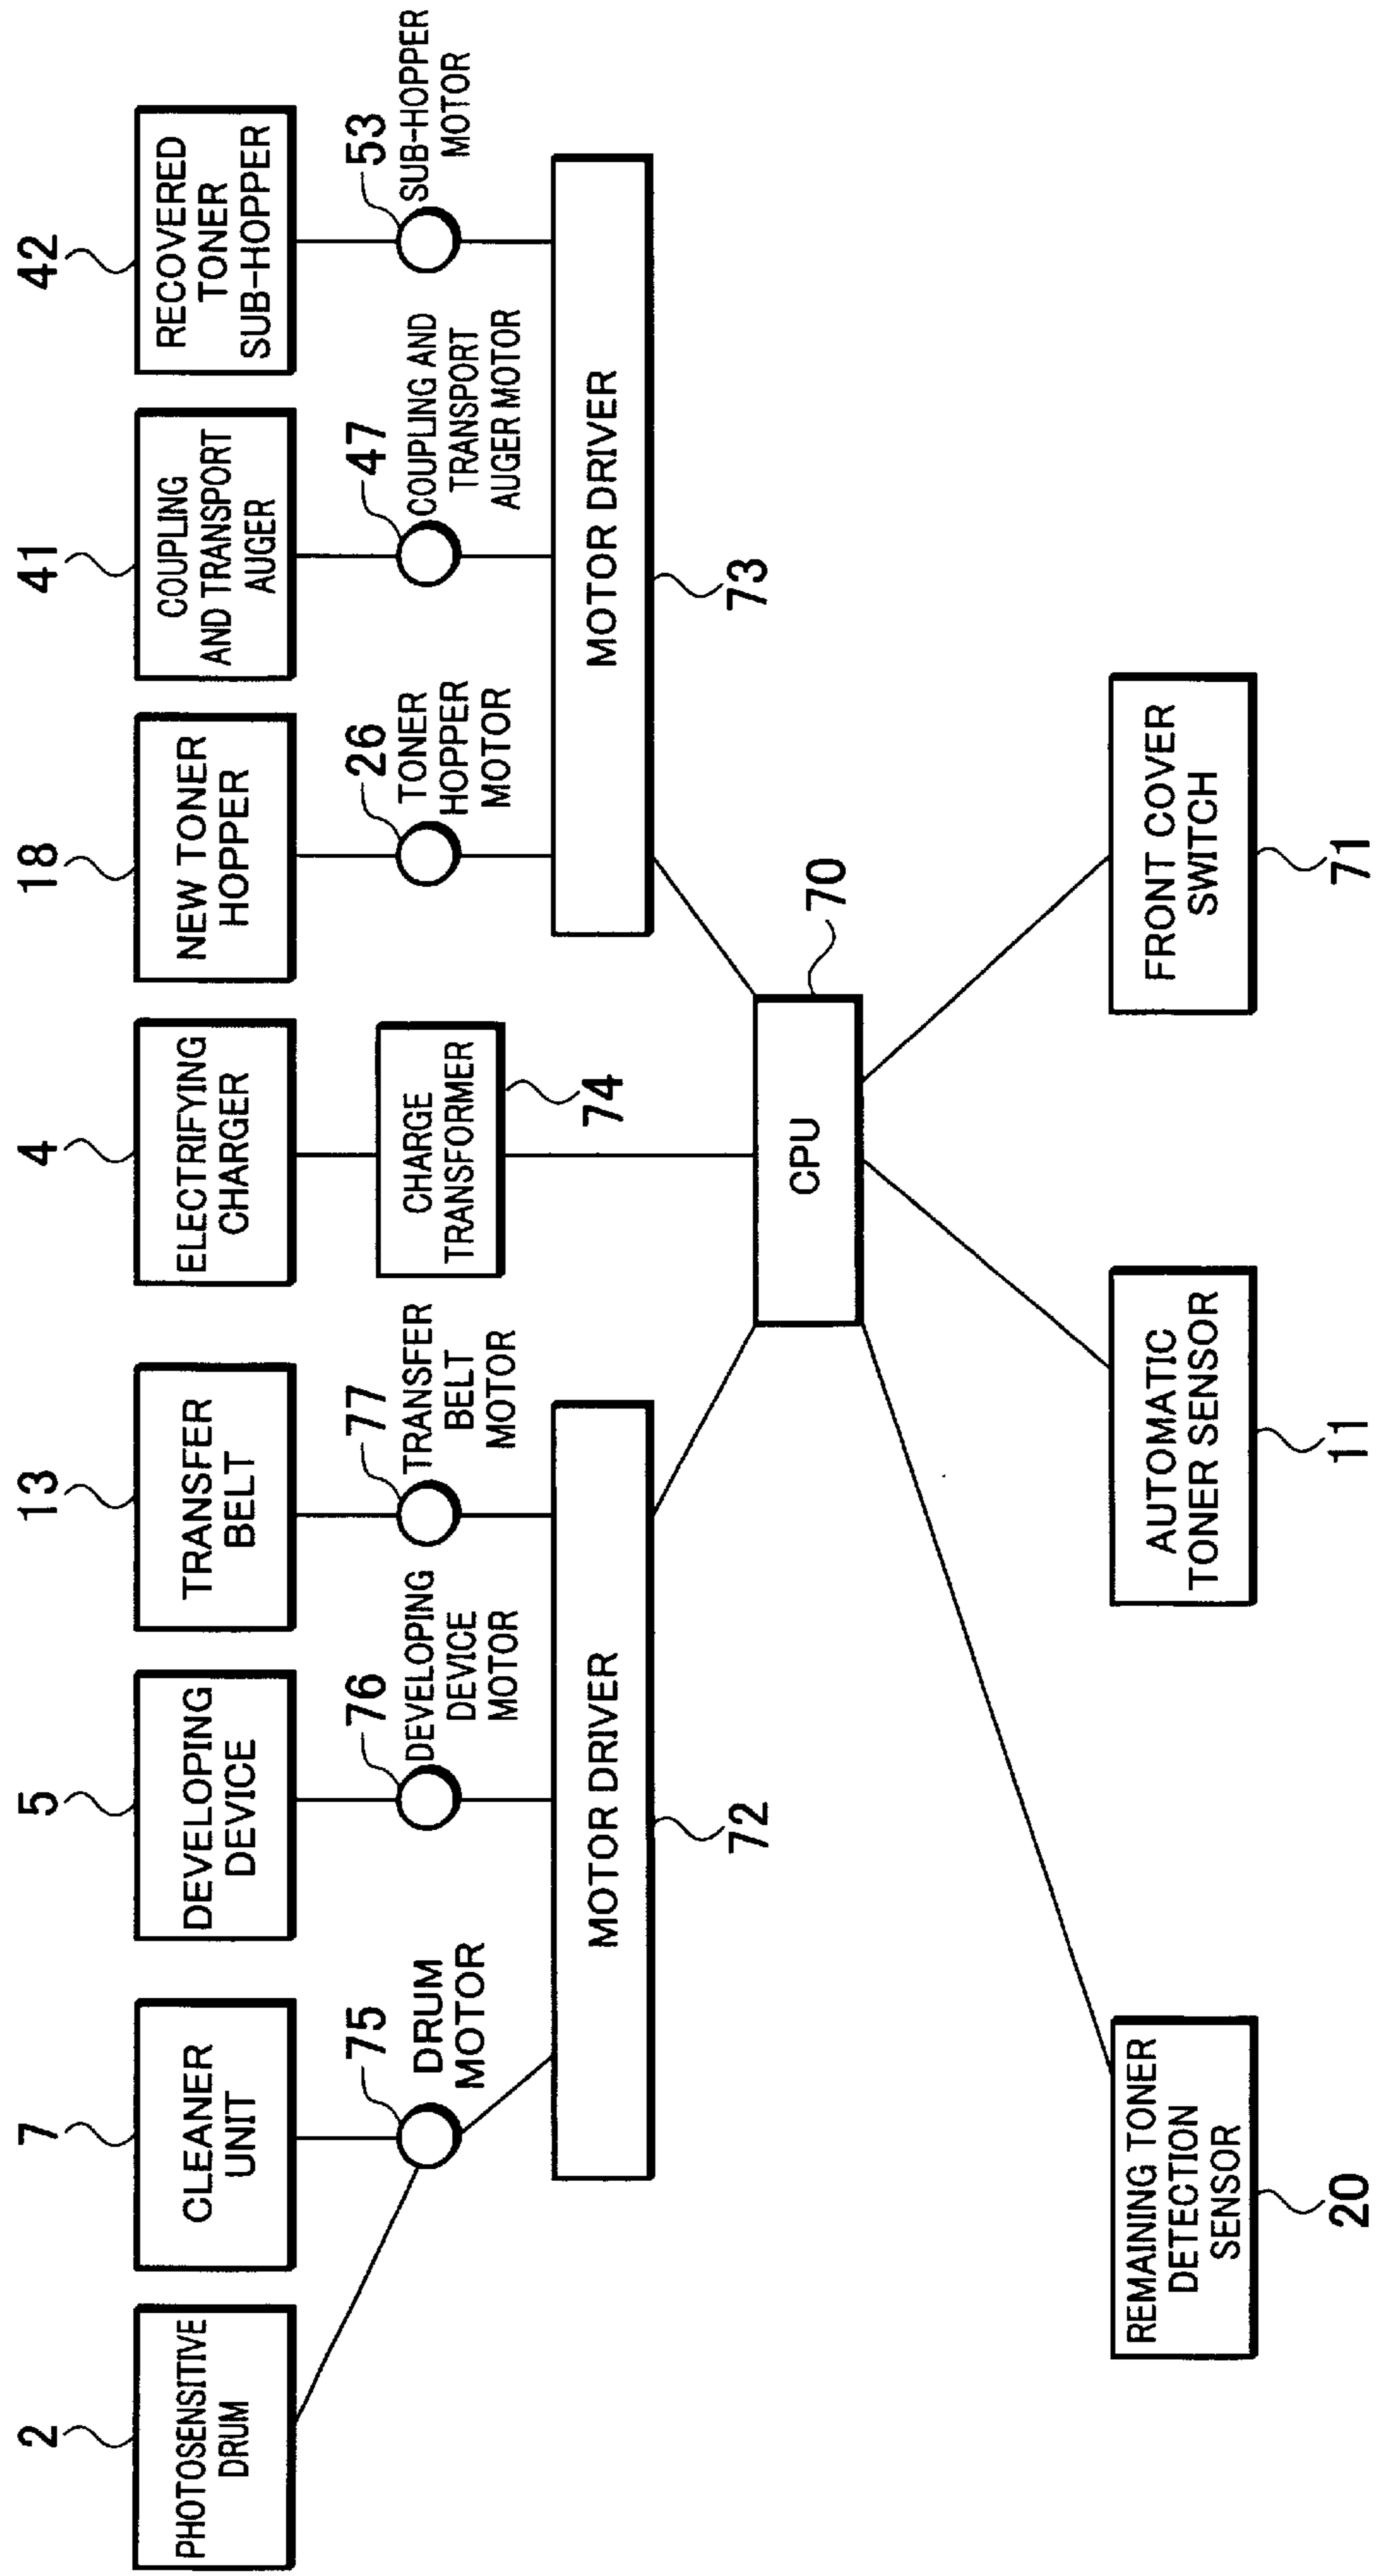 2
7
5
13
4
18
41
42
PHOTOSENSITIVE
DRUM
CLEANER
UNIT
DEVELOPING
DEVICE
TRANSFER
BELT
ELECTRIFYING
CHARGER
NEW TONER
HOPPER
COUPLING
AND TRANSPORT
AUGER
RECOVERED
TONER
SUB-HOPPER
75
DRUM
MOTOR
76
DEVELOPING
DEVICE
MOTOR
77
TRANSFER
BELT
MOTOR
CHARGE
TRANSFORMER
74
26
TONER
HOPPER
MOTOR
47
COUPLING AND
TRANSPORT
AUGER MOTOR
53
SUB-HOPPER
MOTOR
MOTOR DRIVER
72
MOTOR DRIVER
73
CPU
70
REMAINING TONER
DETECTION
SENSOR
20
AUTOMATIC
TONER SENSOR
11
FRONT COVER
SWITCH
71